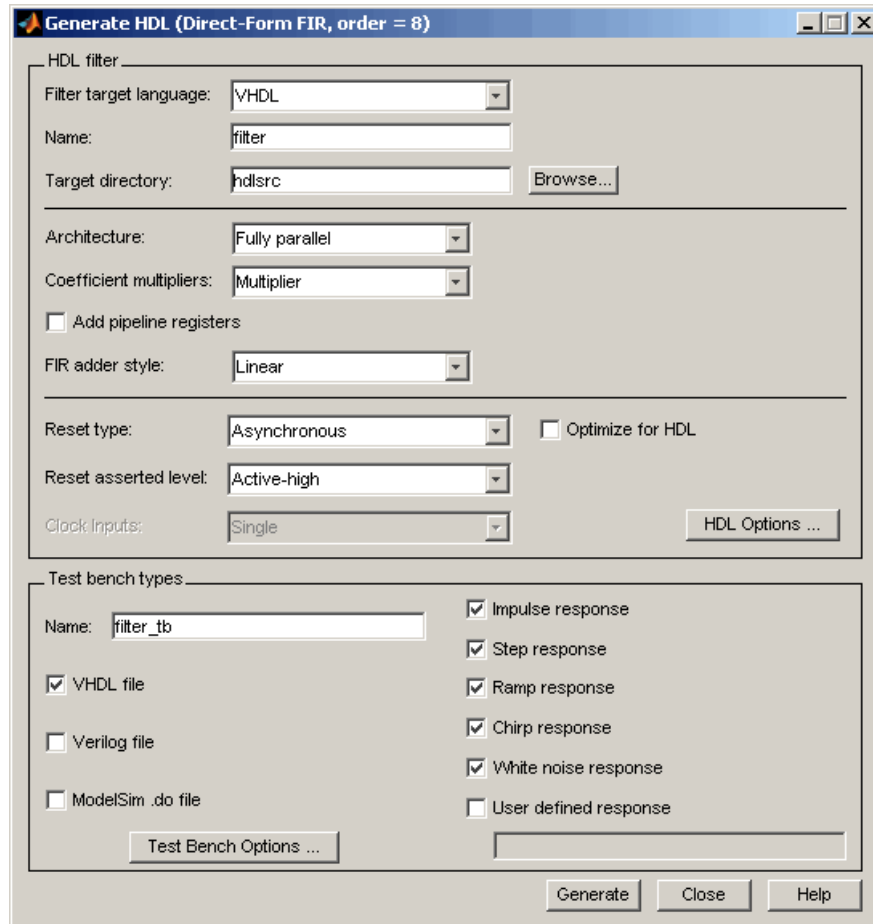 Generate HDL (Direct-Form FIR, order = 8)
HDL filter
Filter target language: VHDL
Name: filter
Target directory: hdlsrc Browse...
Architecture: Fully parallel
Coefficient multipliers: Multiplier
Add pipeline registers
FIR adder style: Linear
Reset type: Asynchronous Optimize for HDL
Reset asserted level: Active-high
Clock Inputs: Single HDL Options ...
Test bench types
Name: filter_tb
Impulse response
Step response
VHDL file
Ramp response
Chirp response
Verilog file
White noise response
ModelSim .do file
User defined response
Test Bench Options ...
Generate Close Help